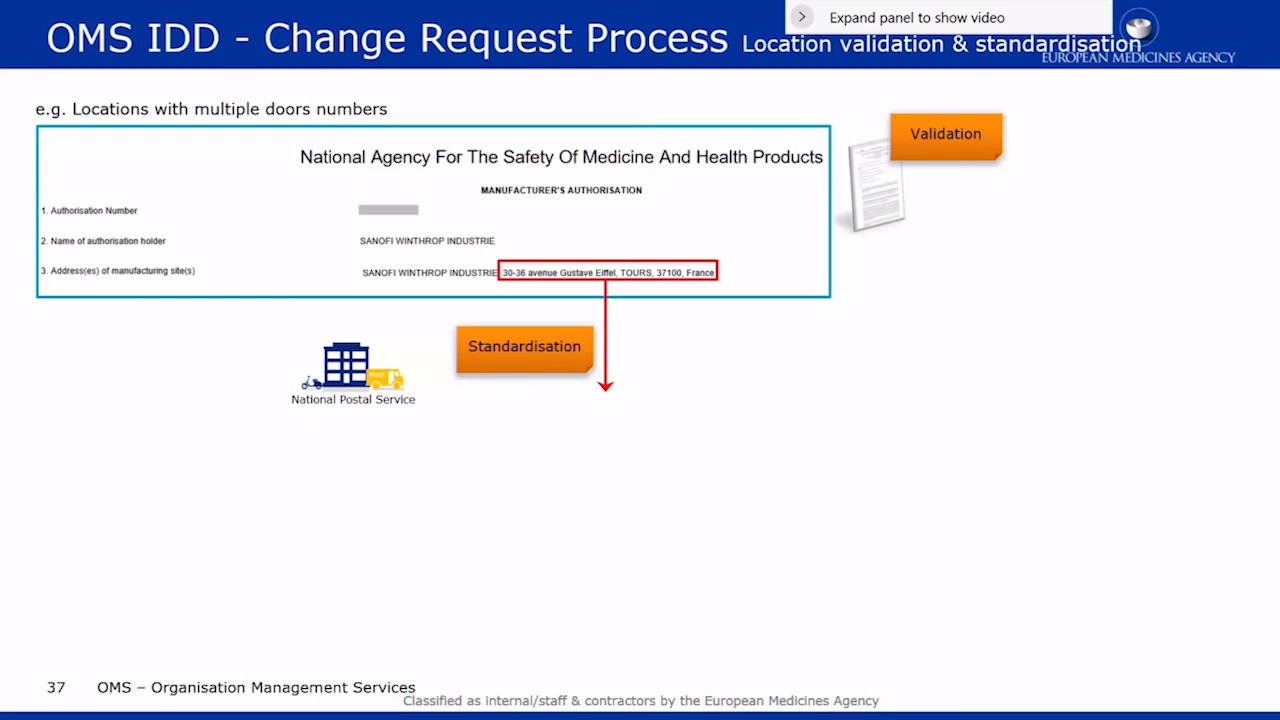 Expand panel to show video
OMS IDD - Change Request Process Location validation & standardisation
EUROPEAN MEDICINES AGENCY
e.g. Locations with multiple doors numbers
Validation
National Agency For The Safety Of Medicine And Health Products
MANUFACTURER'S AUTHORISATION
1. Authorisation Number
2. Name of authorisation holder SANOFI WINTHROP INDUSTRIE
3. Address(es) of manufacturing site(s) SANOFI WINTHROP INDUSTRIE 30-36 avenue Gustave Eiffel, TOURS, 37100, France
Standardisation
POST
National Postal Service
37 OMS – Organisation Management Services
Classified as internal/staff & contractors by the European Medicines Agency